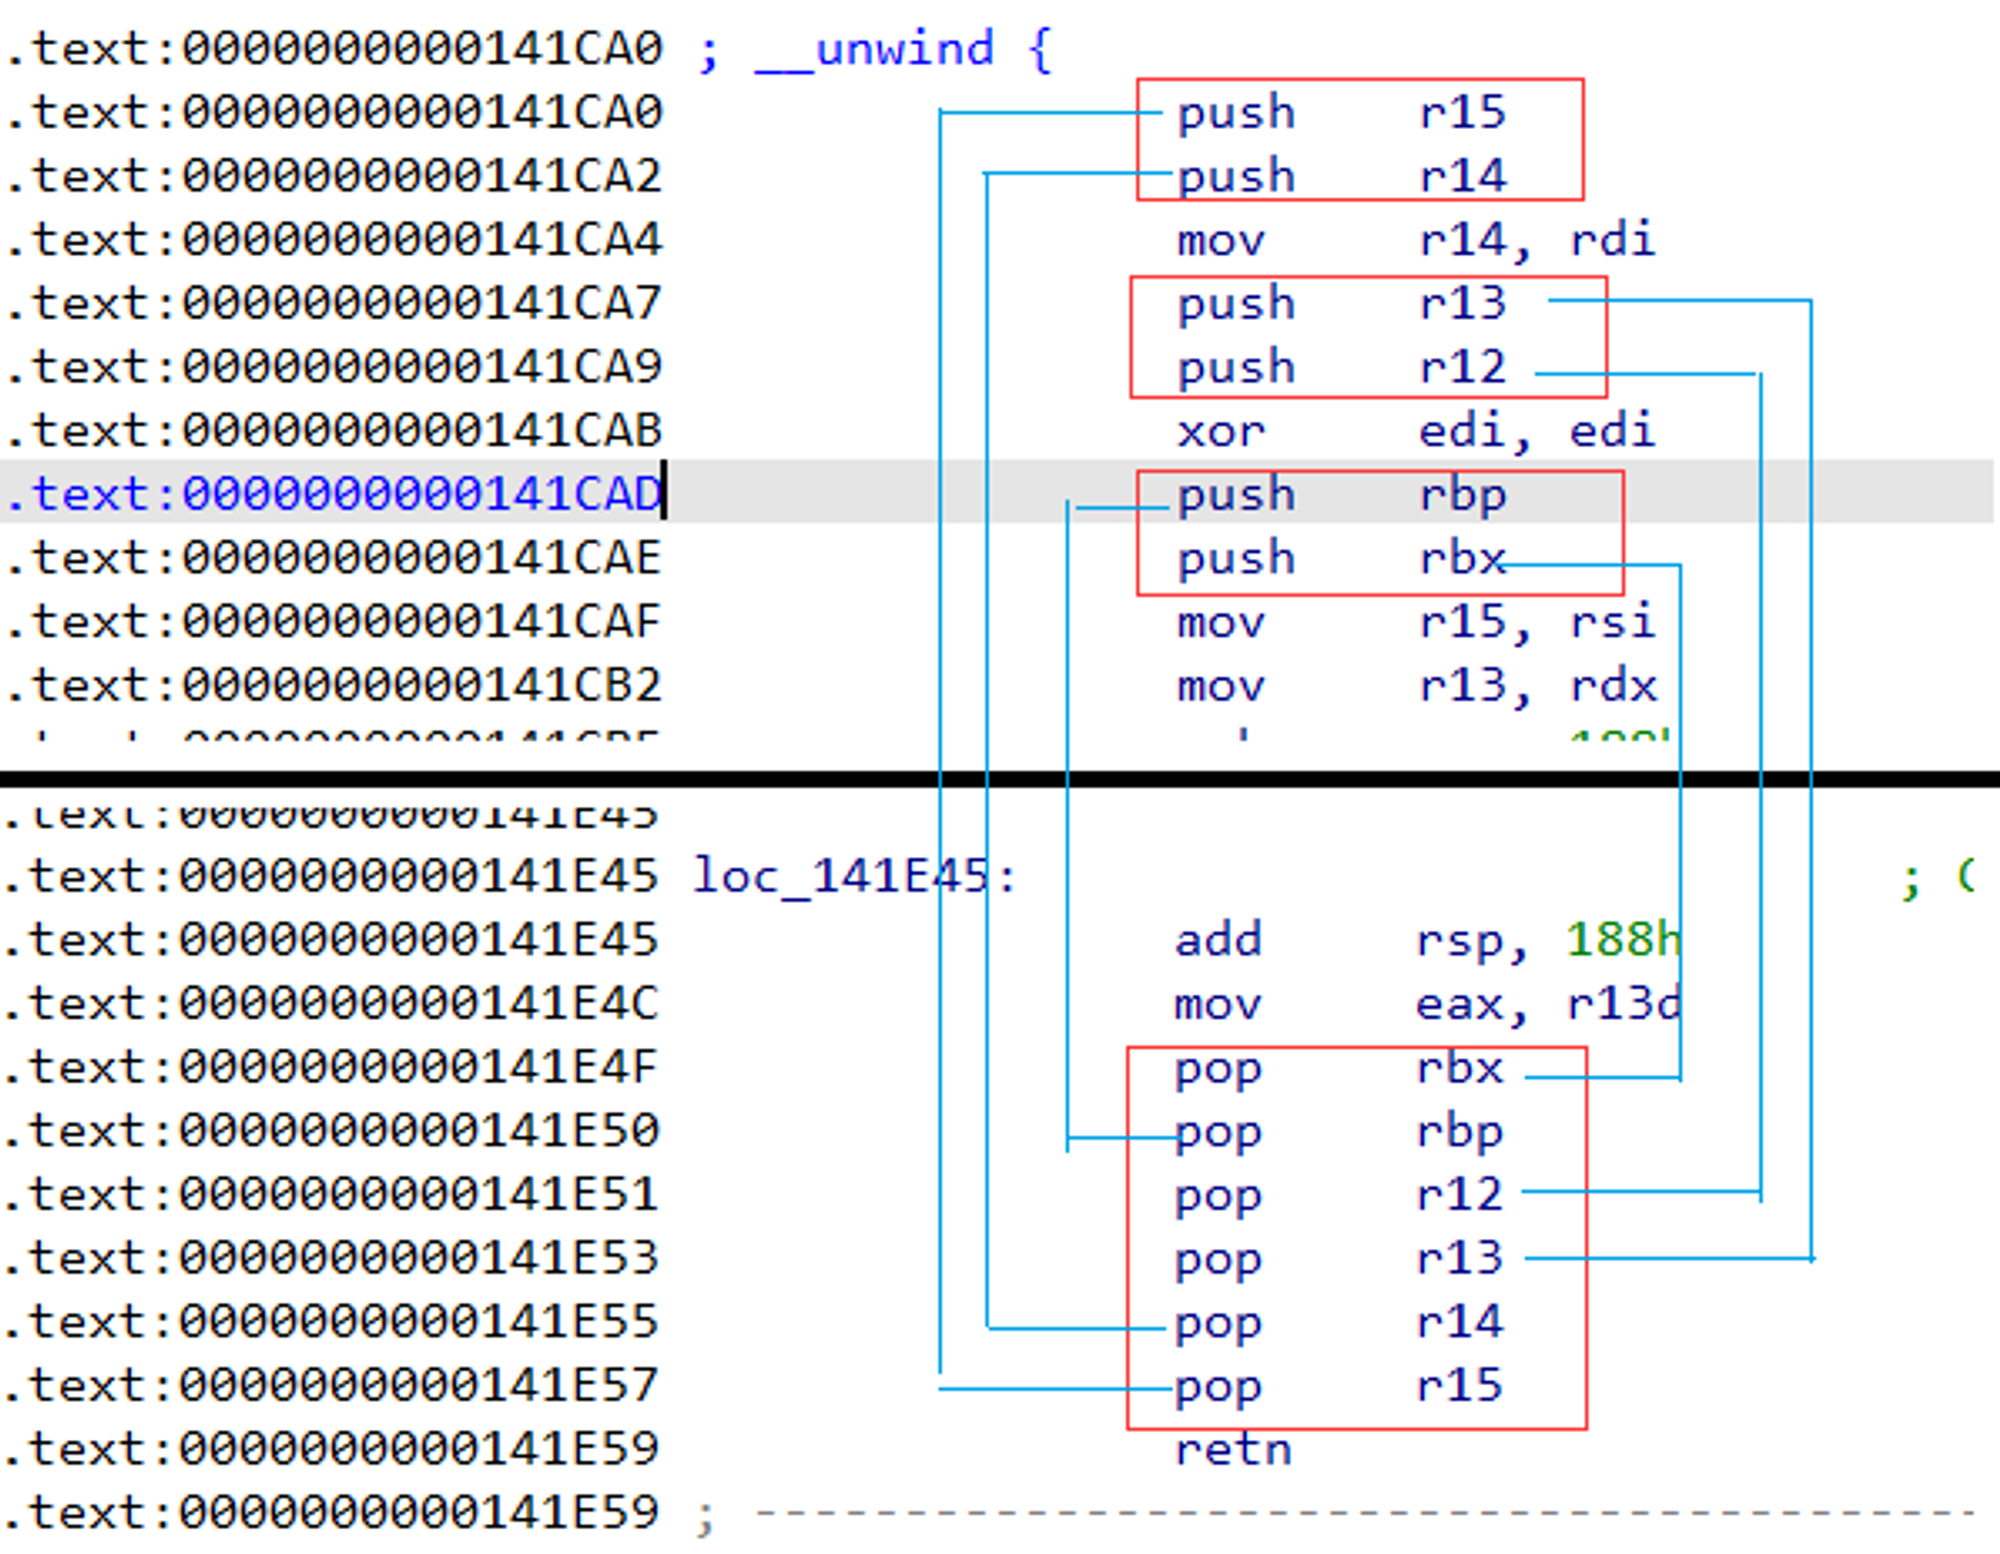 .text:0000000000141CA0 ; __unwind {
.text:0000000000141CA0 push r15
.text:0000000000141CA2 push r14
.text:0000000000141CA4 mov r14, rdi
.text:0000000000141CA7 push r13
.text:0000000000141CA9 push r12
.text:0000000000141CAB xor edi, edi
.text:0000000000141CAD push rbp
.text:0000000000141CAE push rbx
.text:0000000000141CAF mov r15, rsi
.text:0000000000141CB2 mov r13, rdx
.text:0000000000141E45
.text:0000000000141E45 loc_141E45: ;
.text:0000000000141E45 add rsp, 188h
.text:0000000000141E4C mov eax, r13d
.text:0000000000141E4F pop rbx
.text:0000000000141E50 pop rbp
.text:0000000000141E51 pop r12
.text:0000000000141E53 pop r13
.text:0000000000141E55 pop r14
.text:0000000000141E57 pop r15
.text:0000000000141E59 retn
.text:0000000000141E59 ; -----------------------------------------